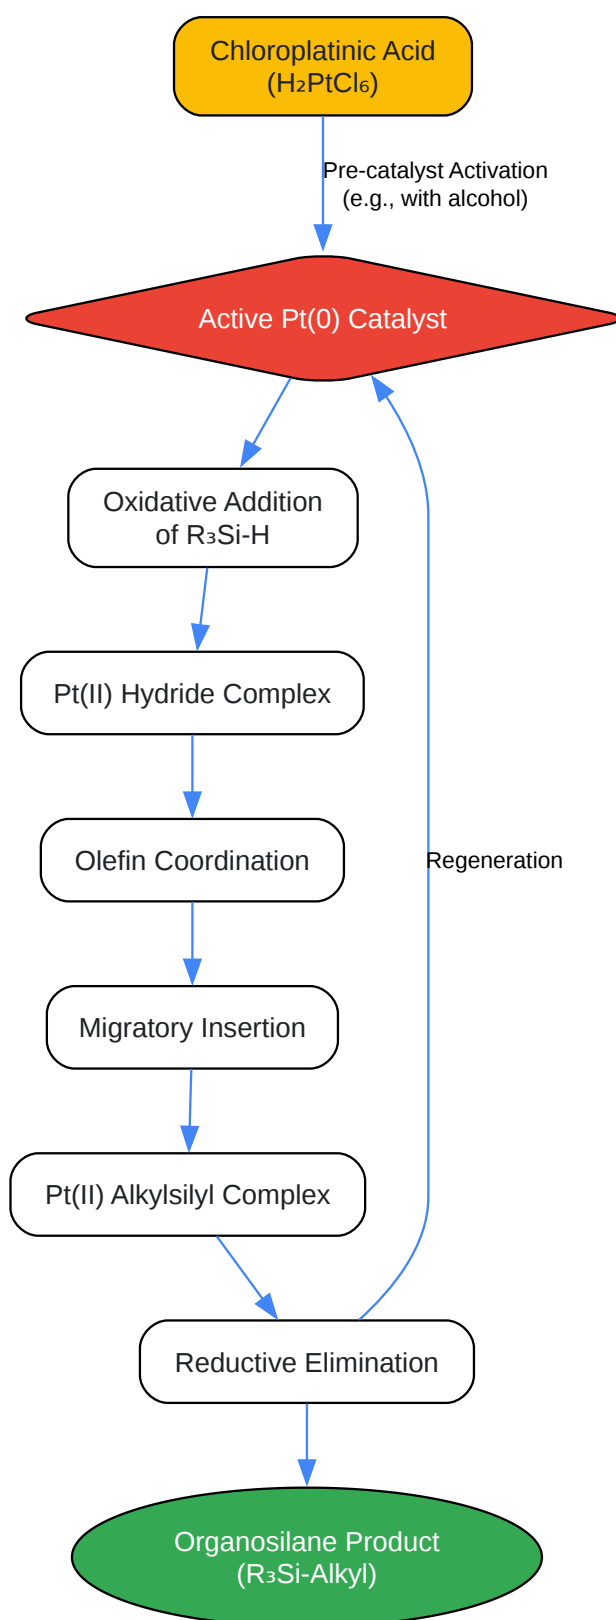 Chloroplatinic Acid
(H₂PtCl₆)
Pre-catalyst Activation
(e.g., with alcohol)
Active Pt(0) Catalyst
Oxidative Addition
of R₃Si-H
Pt(II) Hydride Complex
Olefin Coordination
Regeneration
Migratory Insertion
Pt(II) Alkylsilyl Complex
Reductive Elimination
Organosilane Product
(R₃Si-Alkyl)